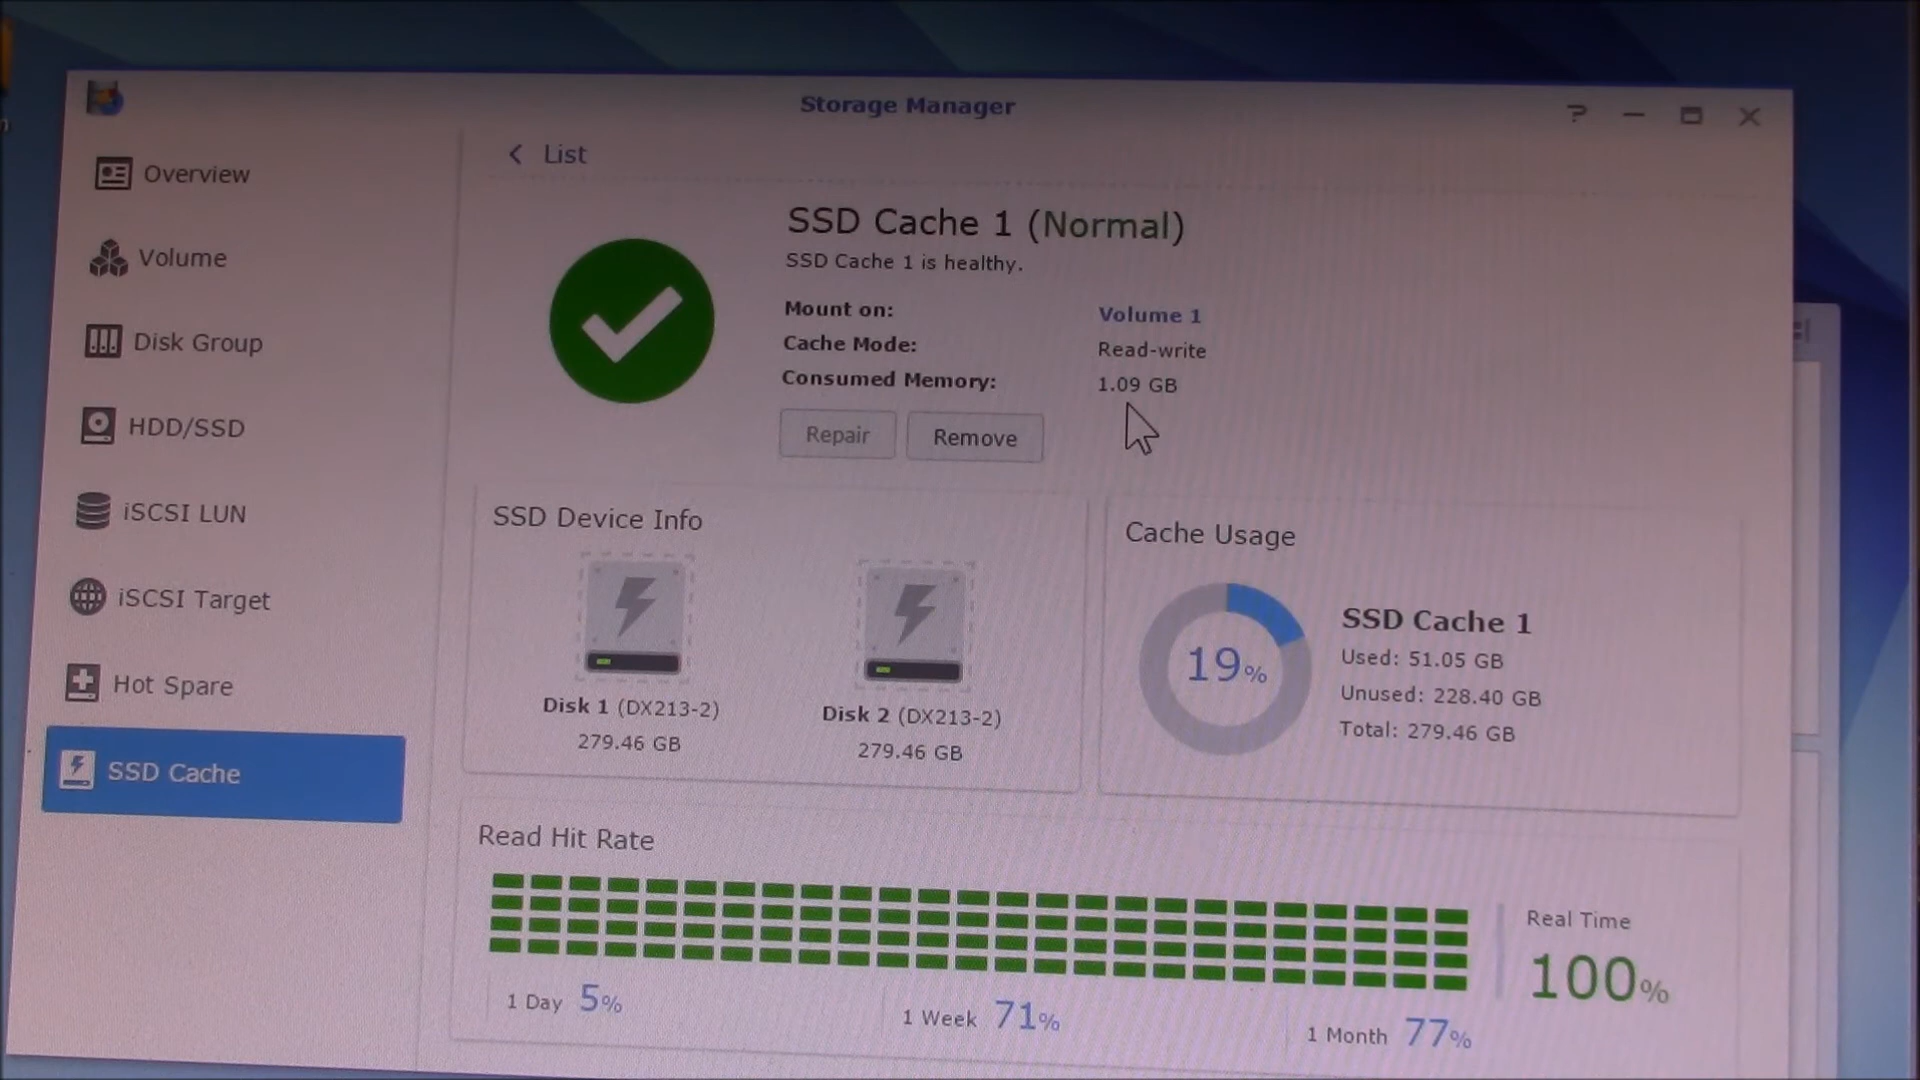 Storage Manager
?
Overview
Volume
Disk Group
HDD/SSD
iSCSI LUN
iSCSI Target
Hot Spare
SSD Cache
List
SSD Cache 1 (Normal)
SSD Cache 1 is healthy.
Mount on: Volume 1
Cache Mode: Read-write
Consumed Memory: 1.09 GB
Repair Remove
SSD Device Info
Disk 1 (DX213-2)
279.46 GB
Disk 2 (DX213-2)
279.46 GB
Cache Usage
19%
SSD Cache 1
Used: 51.05 GB
Unused: 228.40 GB
Total: 279.46 GB
Read Hit Rate
1 Day 5%
1 Week 71%
1 Month 77%
Real Time
100%